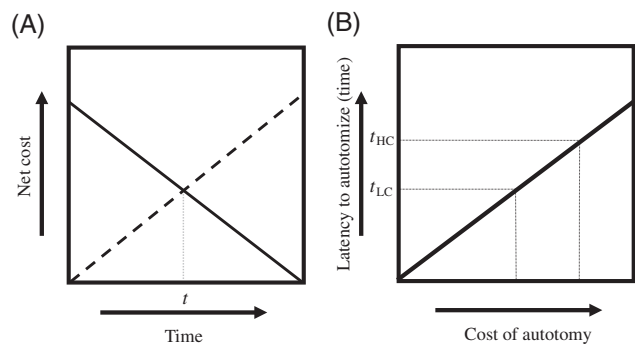 (A)
Net cost
t
Time
(B)
Latency to autotomize (time)
tHC
tLC
Cost of autotomy